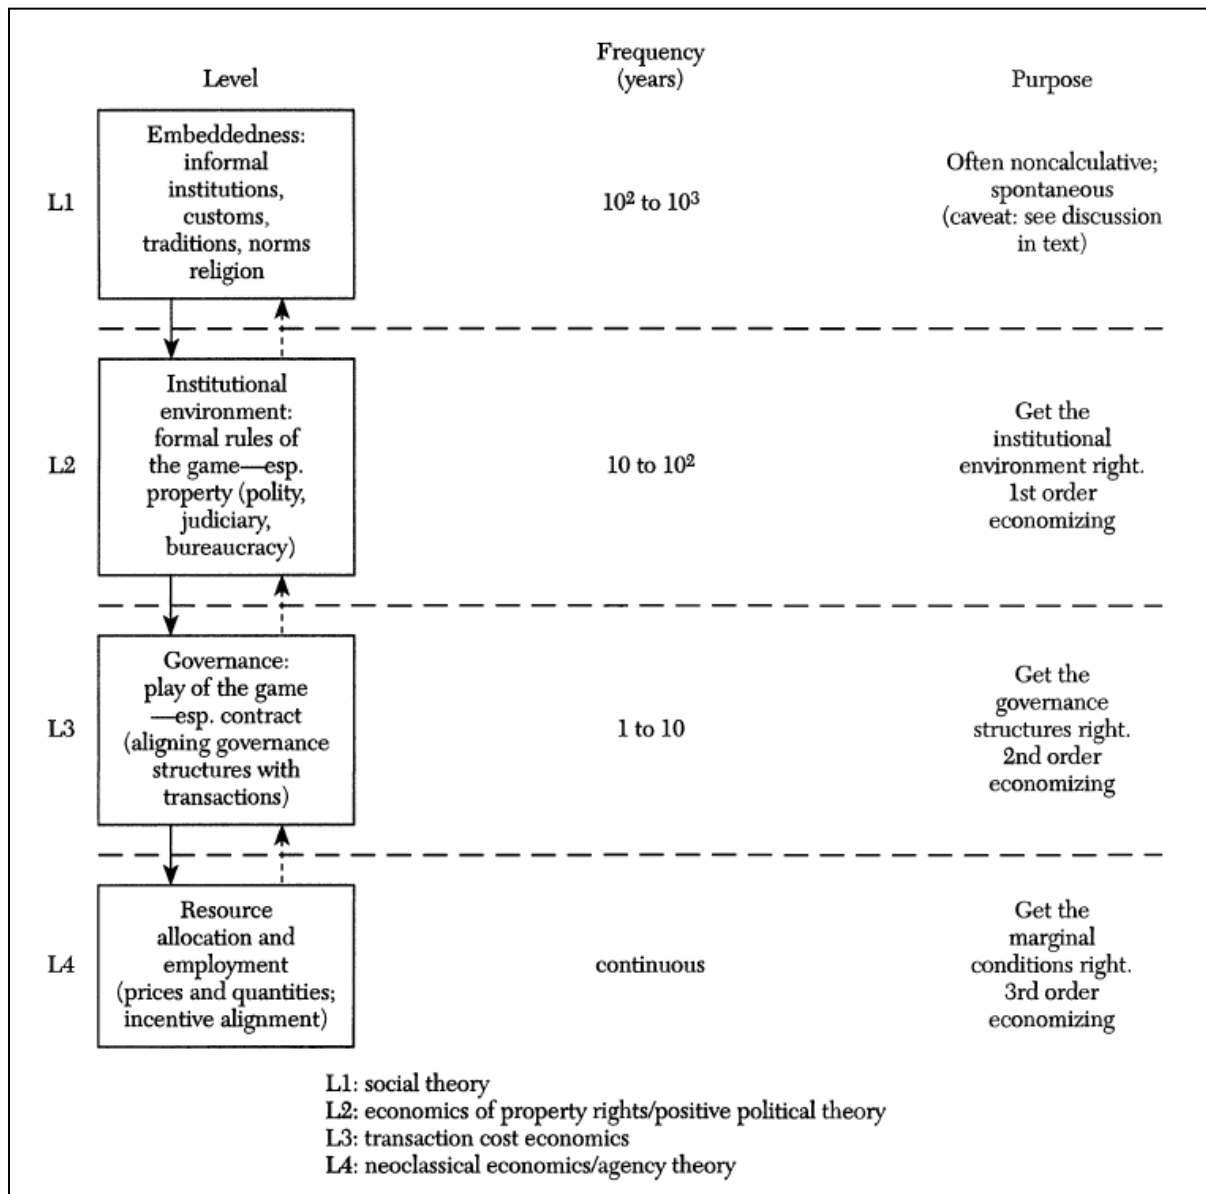 Level
Frequency
(years)
Purpose
L1
Embeddedness:
informal
institutions,
customs,
traditions, norms
religion
10² to 10³
Often noncalculative;
spontaneous
(caveat: see discussion
in text)
L2
Institutional
environment:
formal rules of
the game—esp.
property (polity,
judiciary,
bureaucracy)
10 to 10²
Get the
institutional
environment right.
1st order
economizing
L3
Governance:
play of the game
—esp. contract
(aligning governance
structures with
transactions)
1 to 10
Get the
governance
structures right.
2nd order
economizing
L4
Resource
allocation and
employment
(prices and quantities;
incentive alignment)
continuous
Get the
marginal
conditions right.
3rd order
economizing
L1: social theory
L2: economics of property rights/positive political theory
L3: transaction cost economics
L4: neoclassical economics/agency theory